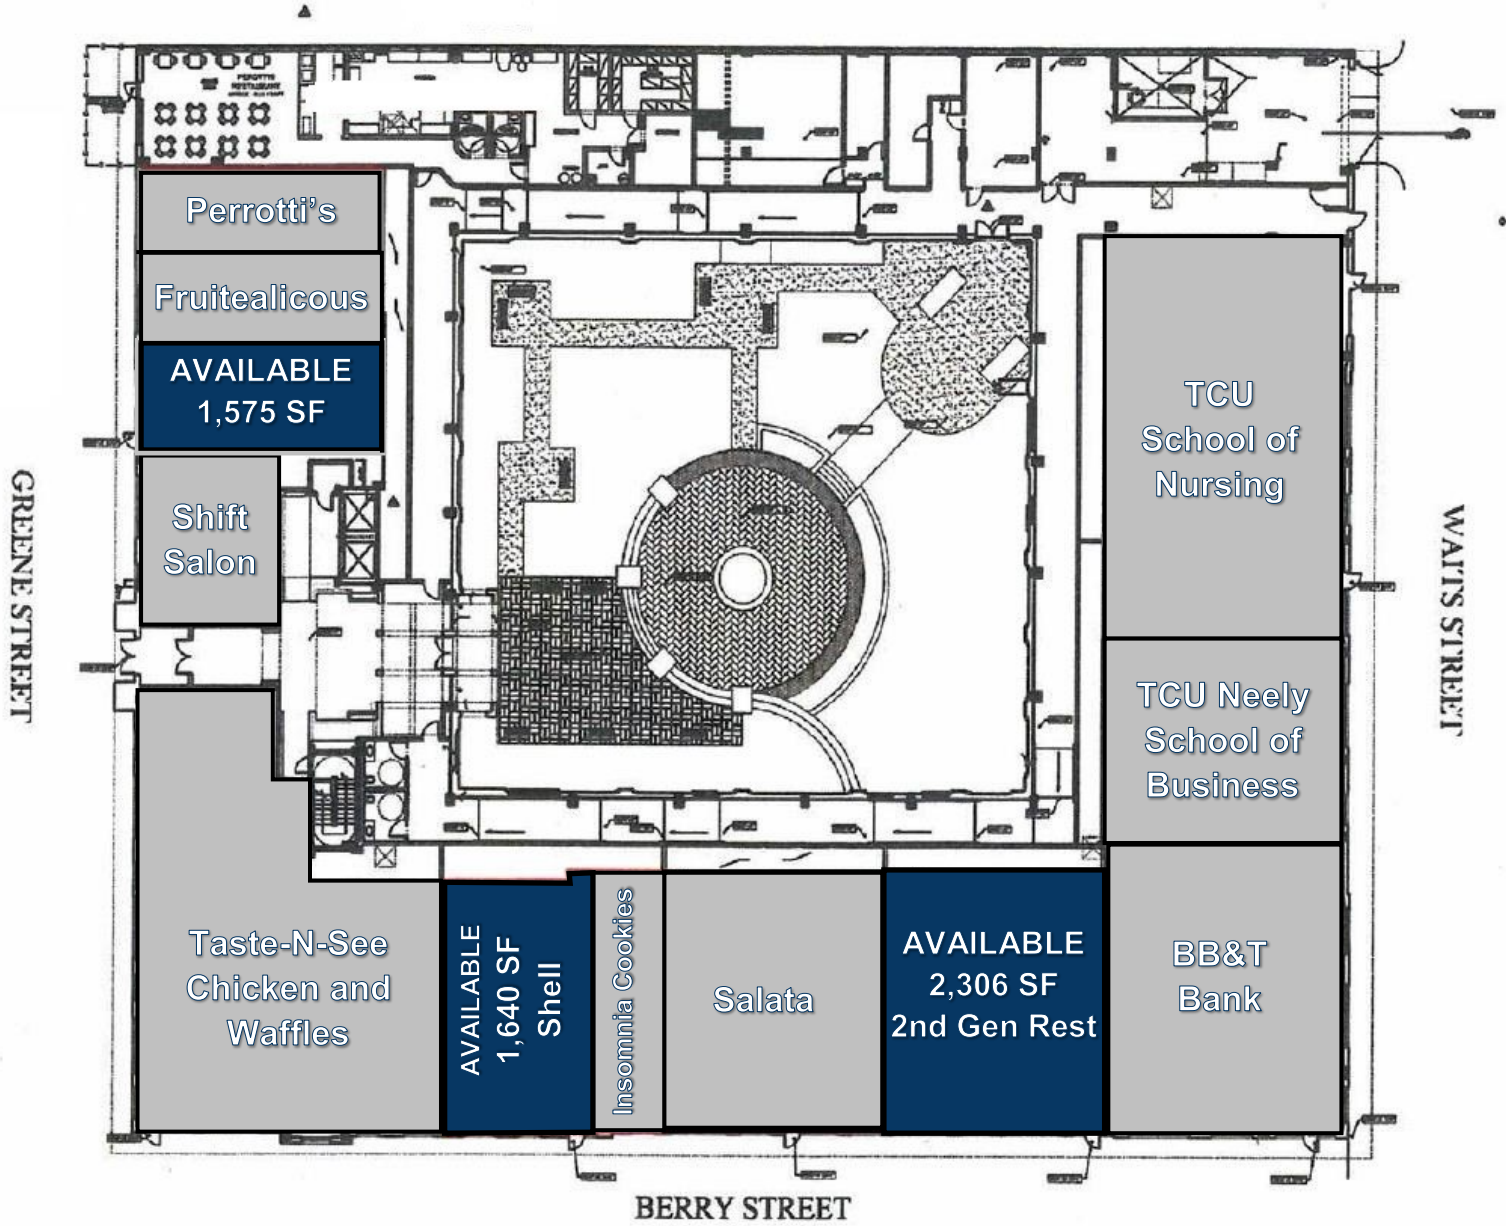 PERROTTI'S
RESTAURANT
Perrotti's
Fruitealicous
AVAILABLE
1,575 SF
Shift
Salon
GREENE STREET
TCU
School of
Nursing
WAITS STREET
TCU Neely
School of
Business
Taste-N-See
Chicken and
Waffles
AVAILABLE
1,640 SF
Shell
Insomnia Cookies
Salata
AVAILABLE
2,306 SF
2nd Gen Rest
BB&T
Bank
BERRY STREET